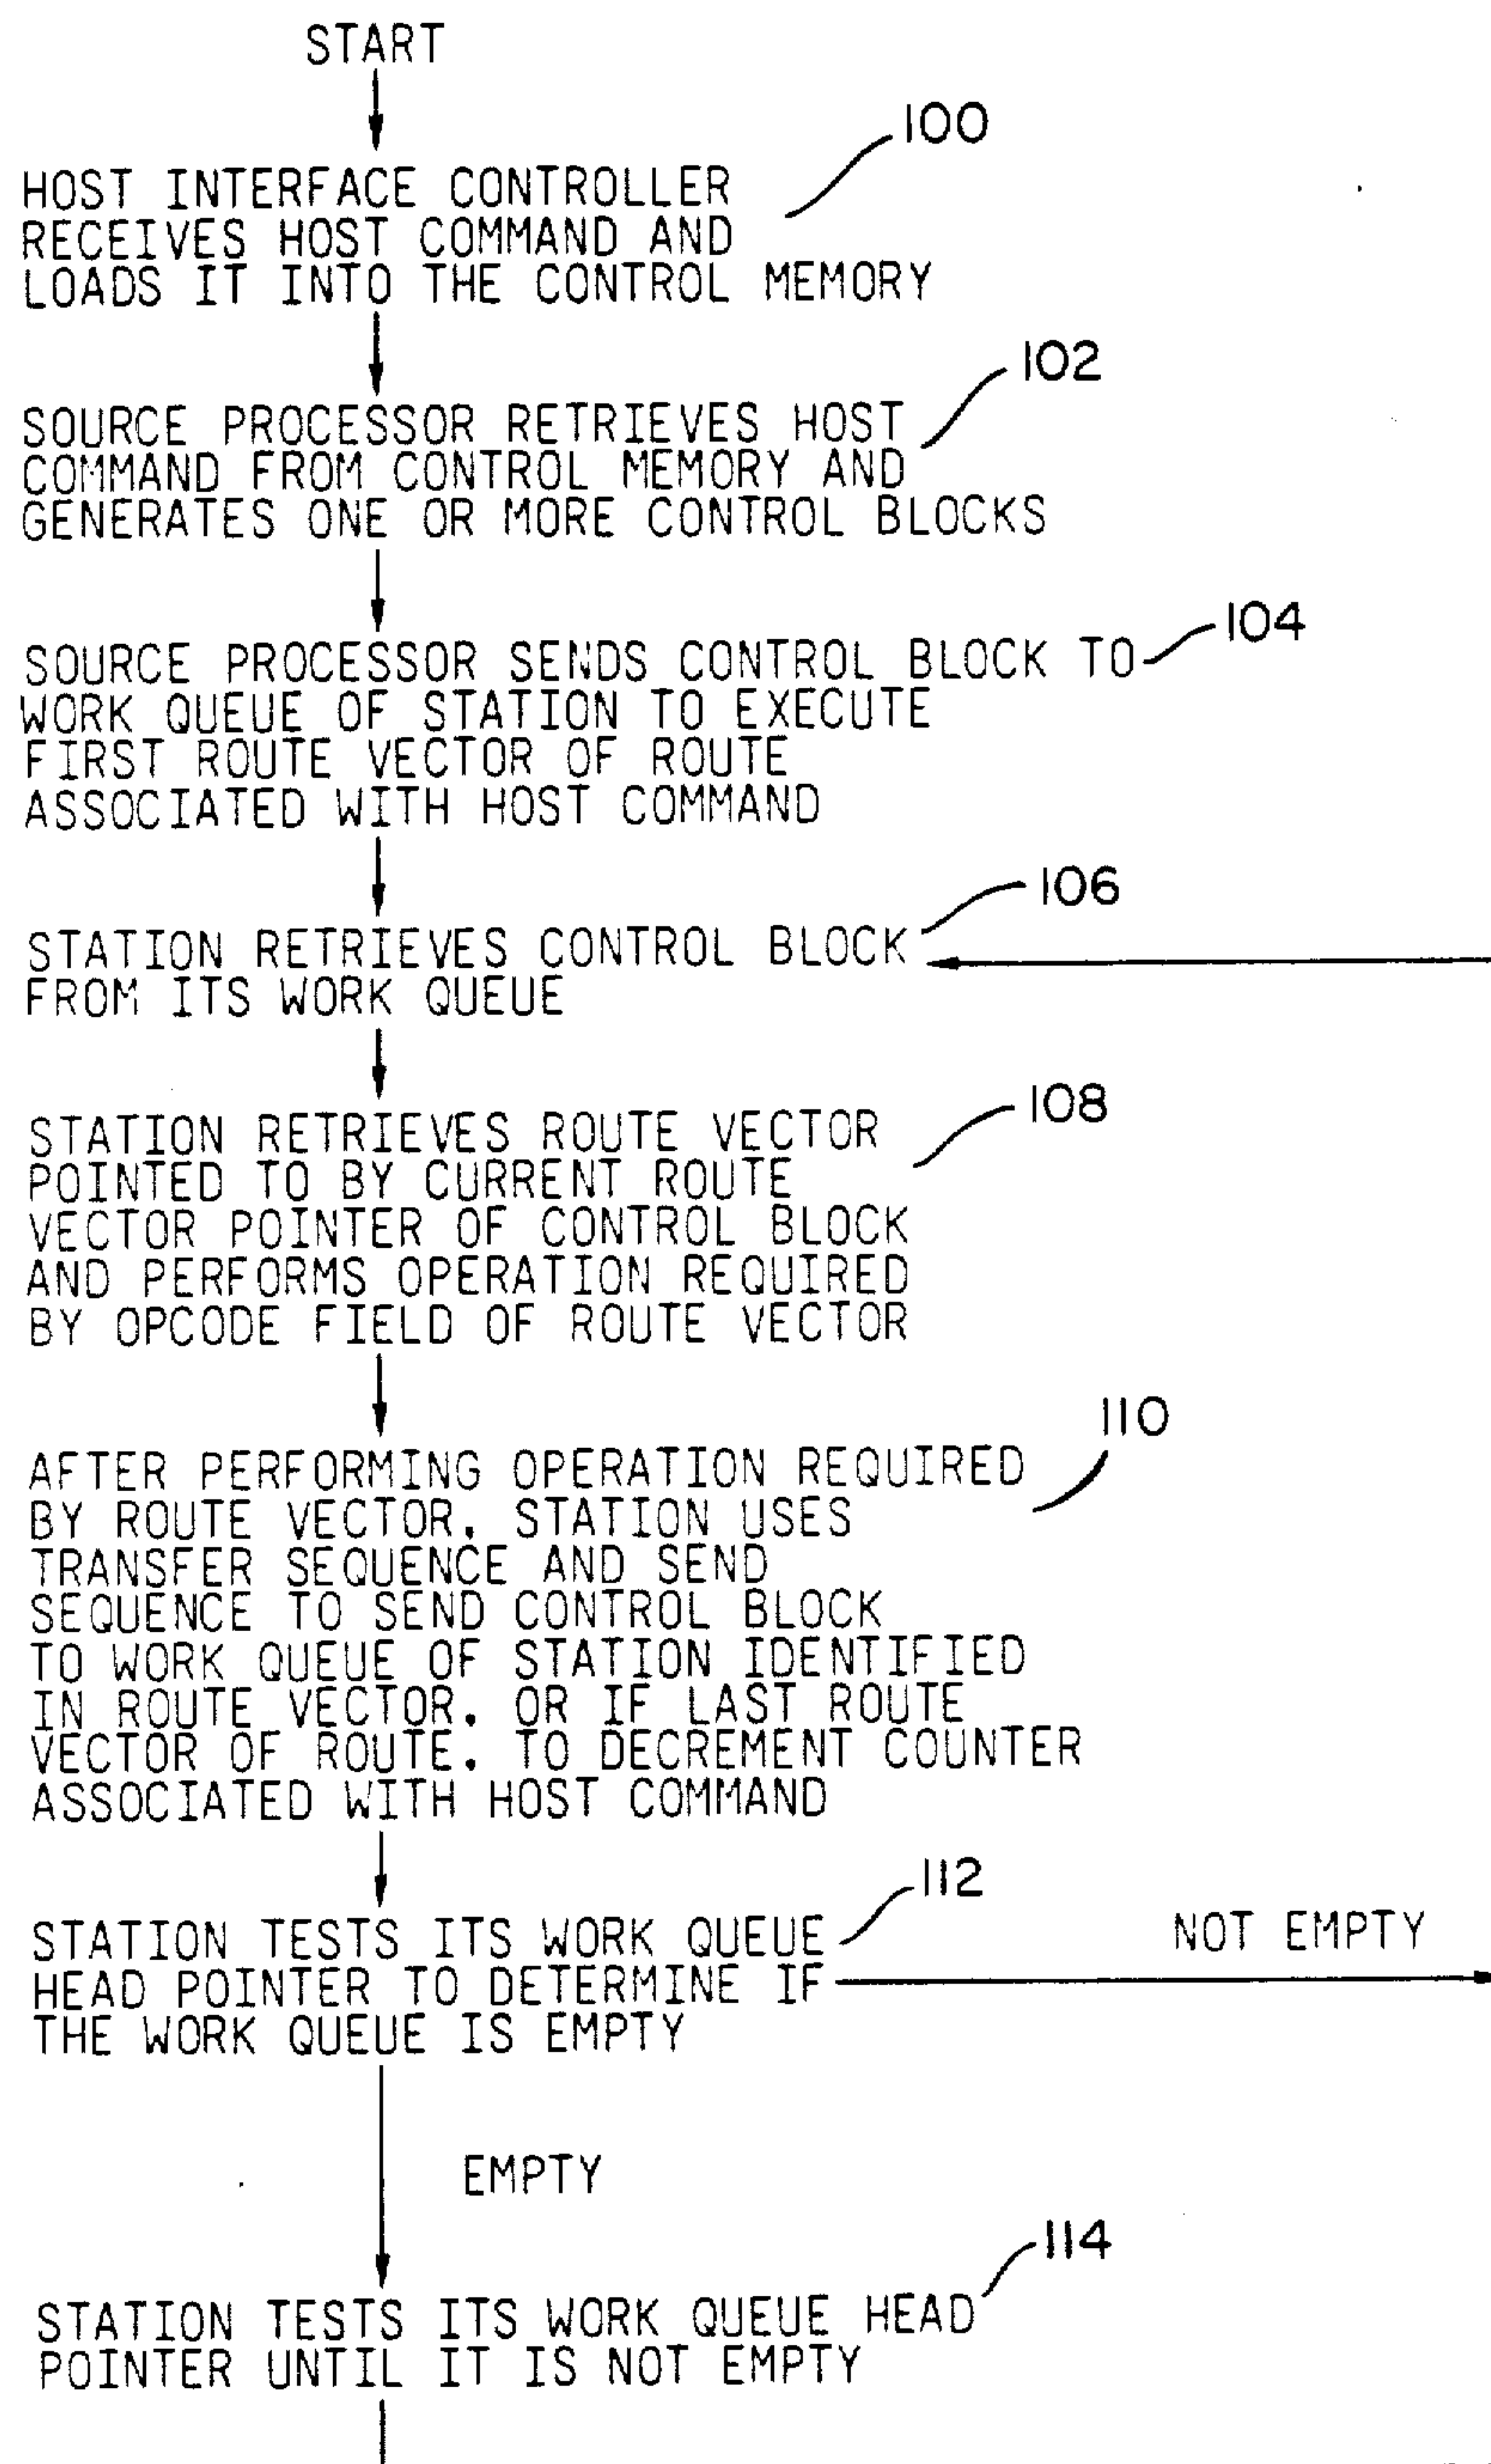 START
100
HOST INTERFACE CONTROLLER
RECEIVES HOST COMMAND AND
LOADS IT INTO THE CONTROL MEMORY
102
SOURCE PROCESSOR RETRIEVES HOST
COMMAND FROM CONTROL MEMORY AND
GENERATES ONE OR MORE CONTROL BLOCKS
104
SOURCE PROCESSOR SENDS CONTROL BLOCK TO
WORK QUEUE OF STATION TO EXECUTE
FIRST ROUTE VECTOR OF ROUTE
ASSOCIATED WITH HOST COMMAND
106
STATION RETRIEVES CONTROL BLOCK
FROM ITS WORK QUEUE
108
STATION RETRIEVES ROUTE VECTOR
POINTED TO BY CURRENT ROUTE
VECTOR POINTER OF CONTROL BLOCK
AND PERFORMS OPERATION REQUIRED
BY OPCODE FIELD OF ROUTE VECTOR
110
AFTER PERFORMING OPERATION REQUIRED
BY ROUTE VECTOR. STATION USES
TRANSFER SEQUENCE AND SEND
SEQUENCE TO SEND CONTROL BLOCK
TO WORK QUEUE OF STATION IDENTIFIED
IN ROUTE VECTOR. OR IF LAST ROUTE
VECTOR OF ROUTE. TO DECREMENT COUNTER
ASSOCIATED WITH HOST COMMAND
112
STATION TESTS ITS WORK QUEUE
HEAD POINTER TO DETERMINE IF
THE WORK QUEUE IS EMPTY
NOT EMPTY
EMPTY
114
STATION TESTS ITS WORK QUEUE HEAD
POINTER UNTIL IT IS NOT EMPTY